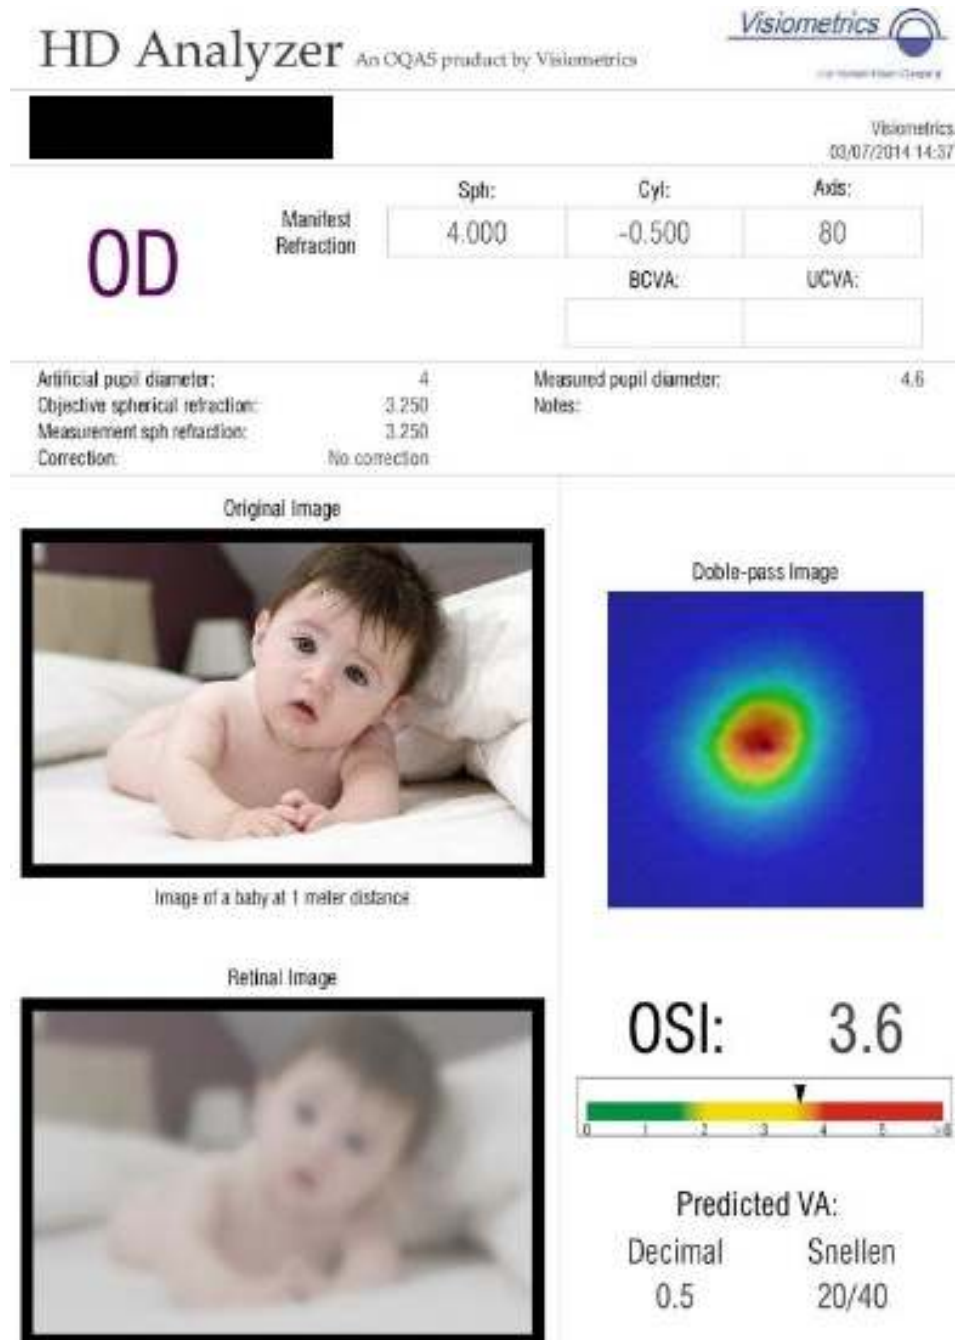 HD Analyzer An OQAS product by Visiometrics
Visiometrics
Visiometrics
03/07/2014 14:37
OD
Manifest Refraction
Sph: Cyl: Axis:
4.000 -0.500 80
BCVA: UCVA:
Artificial pupil diameter: 4
Objective spherical refraction: 3.250
Measurement sph refraction: 3.250
Correction: No correction
Measured pupil diameter: 4.6
Notes:
Original Image
Image of a baby at 1 meter distance
Retinal Image
Doble-pass Image
OSI: 3.6
0 1 2 3 4 5
Predicted VA:
Decimal Snellen
0.5 20/40